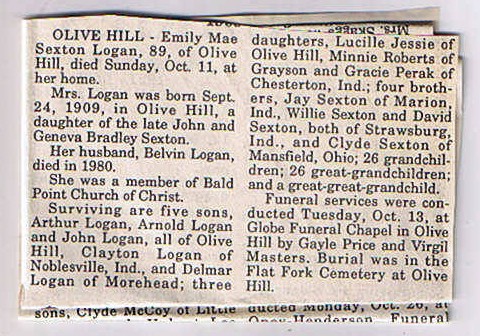 OLIVE HILL - Emily Mae
Sexton Logan, 89, of Olive
Hill, died Sunday, Oct. 11, at
her home.
Mrs. Logan was born Sept.
24, 1909, in Olive Hill, a
daughter of the late John and
Geneva Bradley Sexton.
Her husband, Belvin Logan,
died in 1980.
She was a member of Bald
Point Church of Christ.
Surviving are five sons,
Arthur Logan, Arnold Logan
and John Logan, all of Olive
Hill, Clayton Logan of
Noblesville, Ind., and Delmar
Logan of Morehead; three
daughters, Lucille Jessie of
Olive Hill, Minnie Roberts of
Grayson and Gracie Perak of
Chesterton, Ind.; four broth-
ers, Jay Sexton of Marion,
Ind., Willie Sexton and David
Sexton, both of Strawsburg,
Ind., and Clyde Sexton of
Mansfield, Ohio; 26 grandchil-
dren; 26 great-grandchildren;
and a great-great-grandchild.
Funeral services were con-
ducted Tuesday, Oct. 13, at
Globe Funeral Chapel in Olive
Hill by Gayle Price and Virgil
Masters. Burial was in the
Flat Fork Cemetery at Olive
Hill.
sons, Clyde McCoy of Little
ducted Monday, Oct. 26, at
Funeral